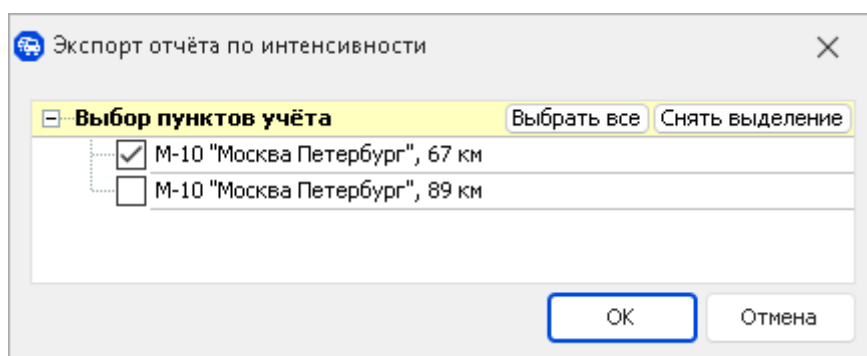 Экспорт отчёта по интенсивности
Выбор пунктов учёта Выбрать все Снять выделение
М-10 "Москва Петербург", 67 км
М-10 "Москва Петербург", 89 км
ОК Отмена